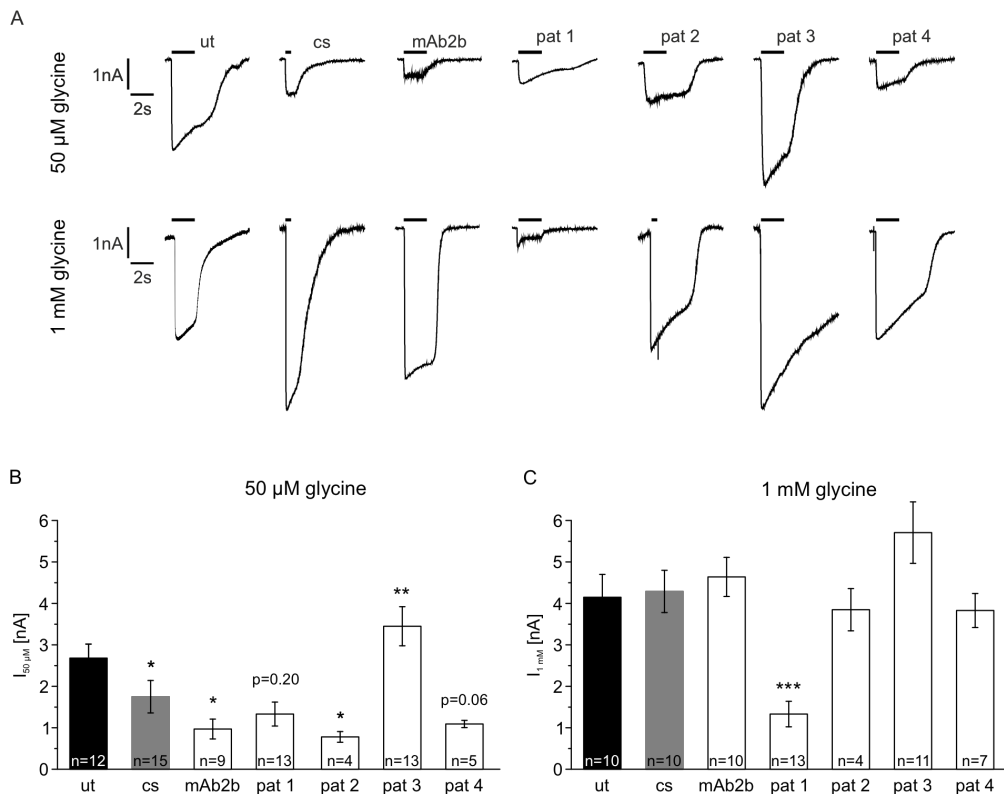 A
ut cs mAb2b pat 1 pat 2 pat 3 pat 4
50 µM glycine
1nA
2s
1 mM glycine
1nA
2s
B
50 µM glycine
I50 µM [nA]
6
5
4
3
2
1
0
* * p=0.20 * ** p=0.06
n=12 n=15 n=9 n=13 n=4 n=13 n=5
ut cs mAb2b pat 1 pat 2 pat 3 pat 4
C
1 mM glycine
I1 mM [nA]
6
5
4
3
2
1
0
***
n=10 n=10 n=10 n=13 n=4 n=11 n=7
ut cs mAb2b pat 1 pat 2 pat 3 pat 4